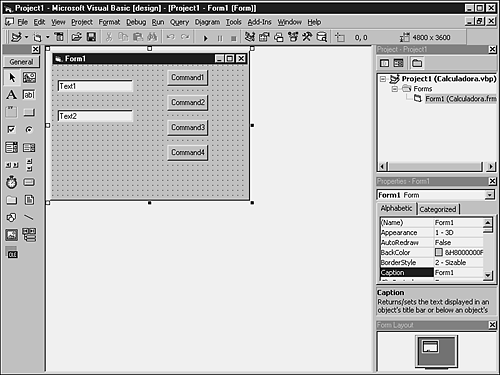 Project1 - Microsoft Visual Basic [design] - [Project1 - Form1 (Form)]
File Edit View Project Format Debug Run Query Diagram Tools Add-Ins Window Help
0, 0 4800 x 3600
General
A
ab|
OLE
Form1
Text1
Text2
Command1
Command2
Command3
Command4
Project - Project1
Project1 (Calculadora.vbp)
Forms
Form1 (Calculadora.frm
Properties - Form1
Form1 Form
Alphabetic Categorized
(Name) Form1
Appearance 1 - 3D
AutoRedraw False
BackColor &H8000000F
BorderStyle 2 - Sizable
Caption Form1
Caption
Returns/sets the text displayed in an object's title bar or below an object's
Form Layout